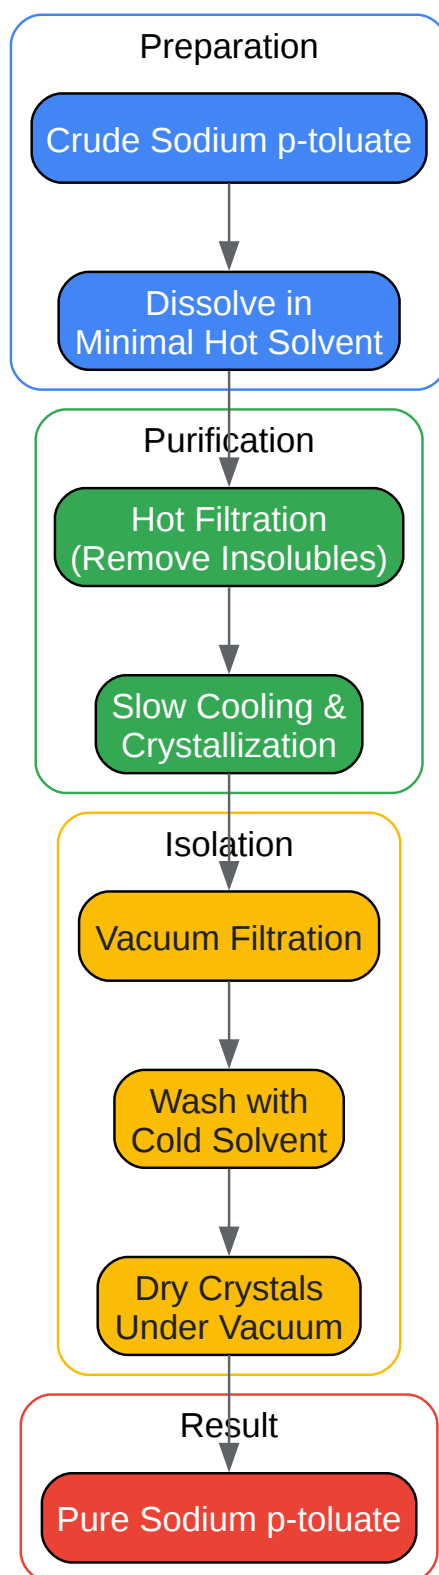 Preparation
Crude Sodium p-toluate
Dissolve in
Minimal Hot Solvent
Purification
Hot Filtration
(Remove Insolubles)
Slow Cooling &
Crystallization
Isolation
Vacuum Filtration
Wash with
Cold Solvent
Dry Crystals
Under Vacuum
Result
Pure Sodium p-toluate